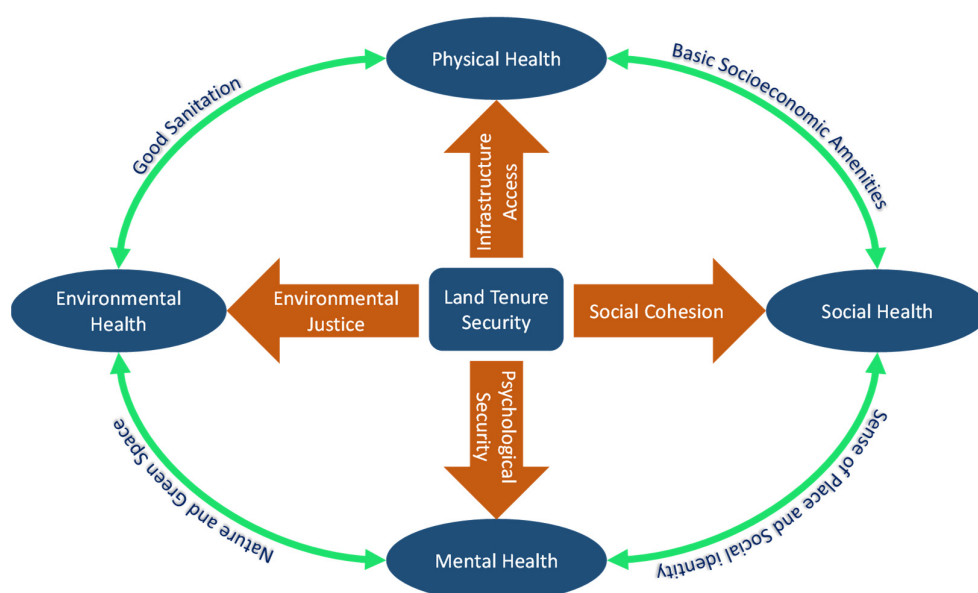 Physical Health
Good Sanitation
Basic Socioeconomic Amenities
Infrastructure
Access
Environmental
Health
Environmental
Justice
Land Tenure
Security
Social Cohesion
Social Health
Psychological
Security
Nature and Green Space
Sense of Place and Social identity
Mental Health